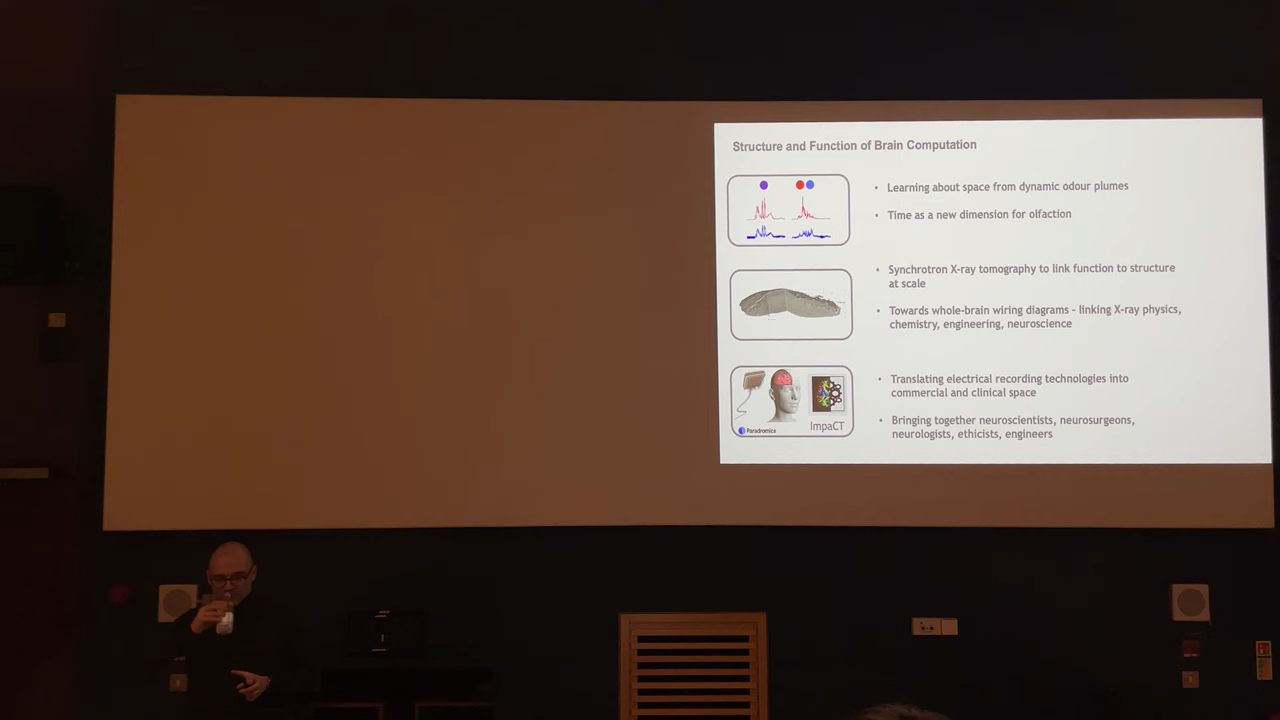 Structure and Function of Brain Computation
• Learning about space from dynamic odour plumes
• Time as a new dimension for olfaction
• Synchrotron X-ray tomography to link function to structure
at scale
• Towards whole-brain wiring diagrams - linking X-ray physics,
chemistry, engineering, neuroscience
Paradromics
ImpaCT
• Translating electrical recording technologies into
commercial and clinical space
• Bringing together neuroscientists, neurosurgeons,
neurologists, ethicists, engineers